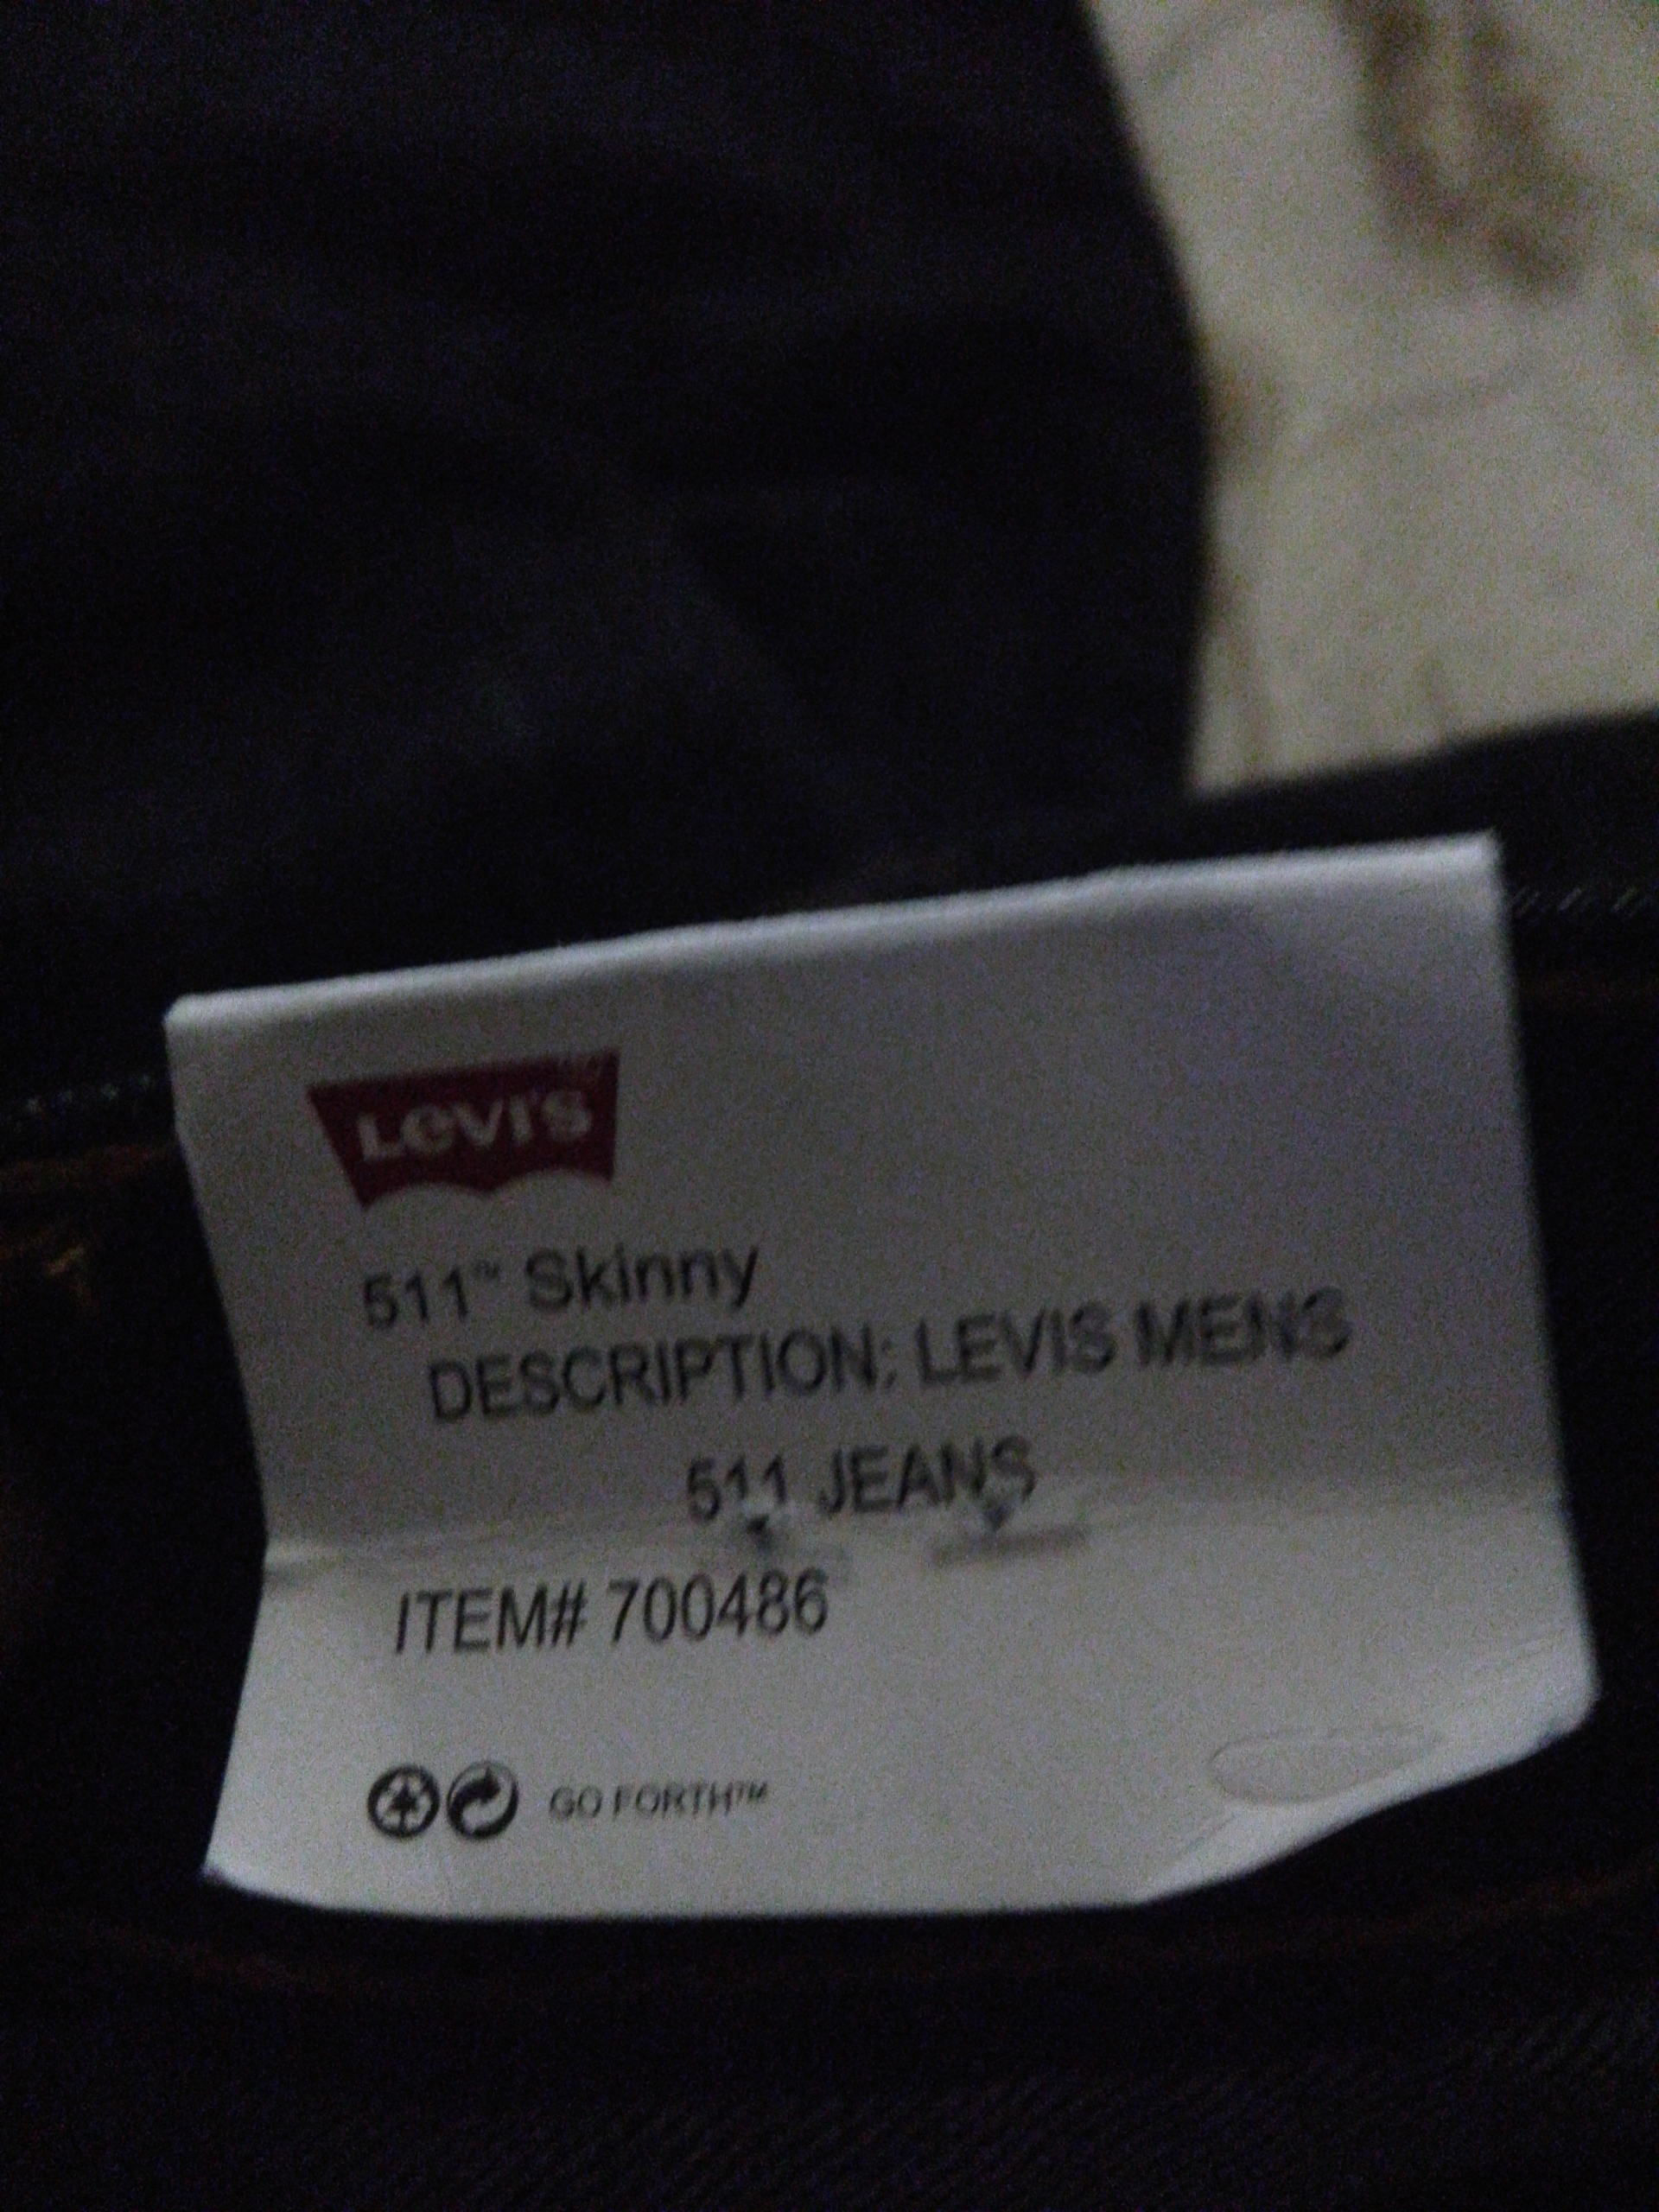 LEVI'S
511™ Skinny
DESCRIPTION: LEVIS MENS
511 JEANS
ITEM# 700486
GO FORTH™